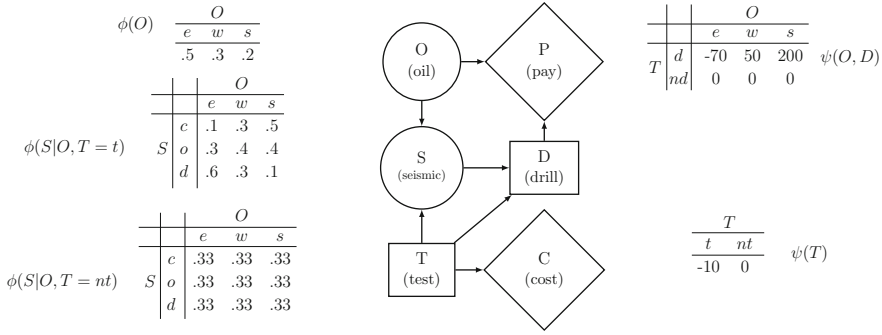 ϕ(O)
O
e w s
.5 .3 .2
ϕ(S|O, T = t)
O
e w s
S c .1 .3 .5
o .3 .4 .4
d .6 .3 .1
ϕ(S|O, T = nt)
O
e w s
S c .33 .33 .33
o .33 .33 .33
d .33 .33 .33
O
(oil)
P
(pay)
S
(seismic)
D
(drill)
T
(test)
C
(cost)
O
e w s
T d -70 50 200
nd 0 0 0
ψ(O, D)
T
t nt
-10 0
ψ(T)